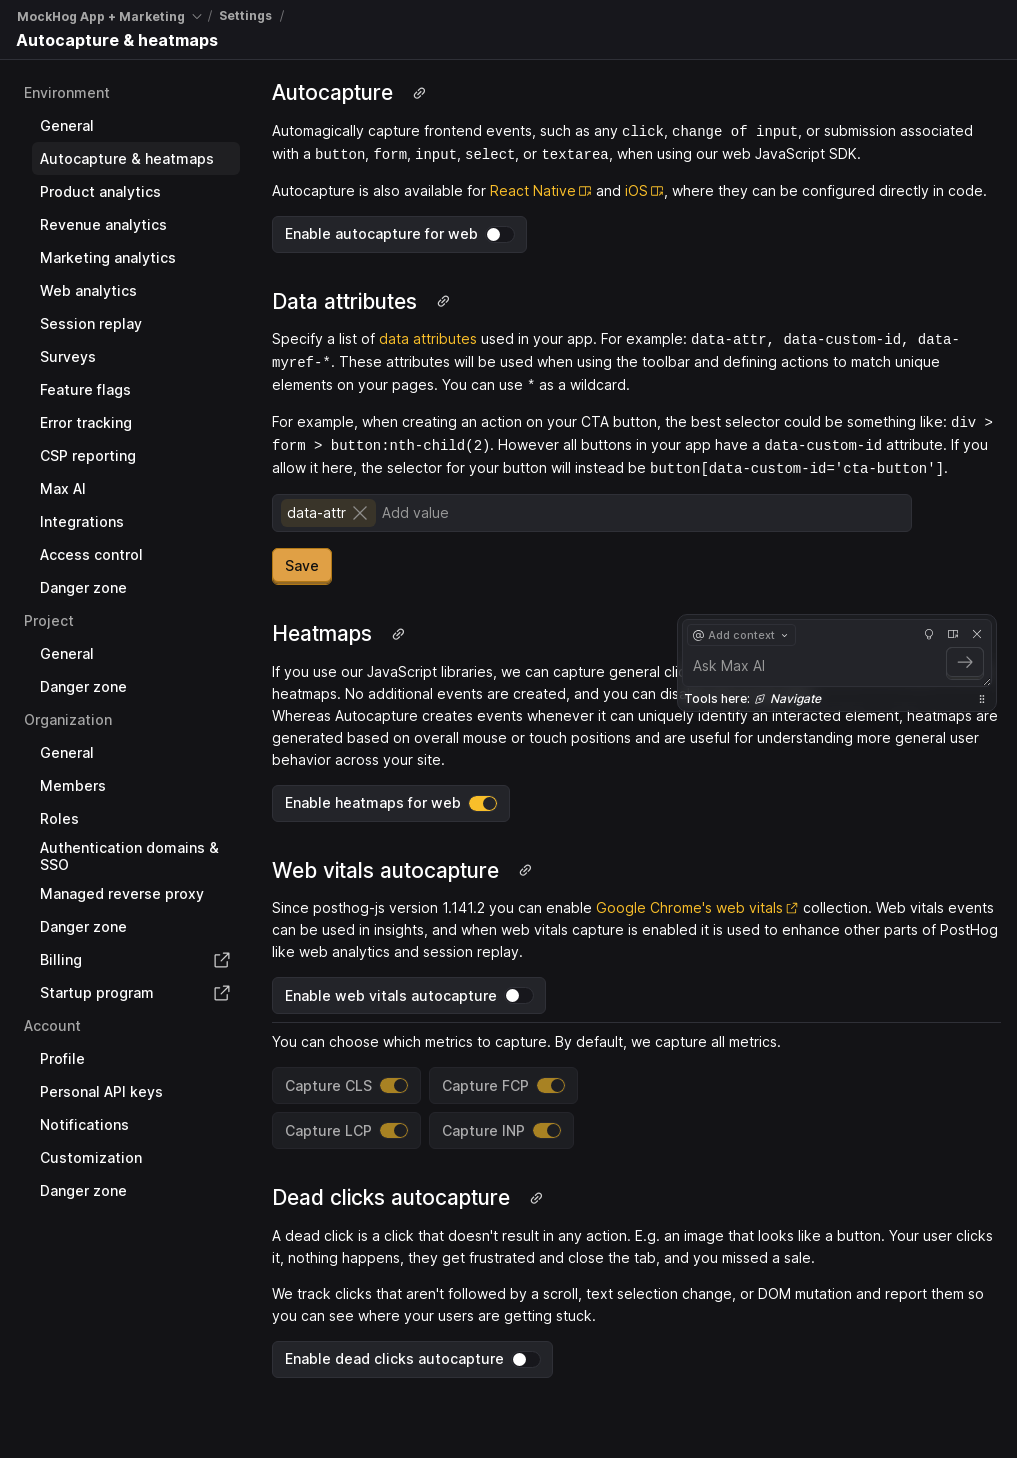 MockHog App + Marketing / Settings /
Autocapture & heatmaps
Environment
General
Autocapture & heatmaps
Product analytics
Revenue analytics
Marketing analytics
Web analytics
Session replay
Surveys
Feature flags
Error tracking
CSP reporting
Max AI
Integrations
Access control
Danger zone
Project
General
Danger zone
Organization
General
Members
Roles
Authentication domains &
SSO
Managed reverse proxy
Danger zone
Billing
Startup program
Account
Profile
Personal API keys
Notifications
Customization
Danger zone
Autocapture
Automagically capture frontend events, such as any click, change of input, or submission associated
with a button, form, input, select, or textarea, when using our web JavaScript SDK.
Autocapture is also available for React Native and iOS, where they can be configured directly in code.
Enable autocapture for web
Data attributes
Specify a list of data attributes used in your app. For example: data-attr, data-custom-id, data-
myref-*. These attributes will be used when using the toolbar and defining actions to match unique
elements on your pages. You can use * as a wildcard.
For example, when creating an action on your CTA button, the best selector could be something like: div >
form > button:nth-child(2). However all buttons in your app have a data-custom-id attribute. If you
allow it here, the selector for your button will instead be button[data-custom-id='cta-button'].
data-attr Add value
Save
Heatmaps
If you use our JavaScript libraries, we can capture general clic
heatmaps. No additional events are created, and you can dis
Whereas Autocapture creates events whenever it can uniquely identify an interacted element, heatmaps are
generated based on overall mouse or touch positions and are useful for understanding more general user
behavior across your site.
@ Add context
Ask Max AI
Tools here: Navigate
Enable heatmaps for web
Web vitals autocapture
Since posthog-js version 1.141.2 you can enable Google Chrome's web vitals collection. Web vitals events
can be used in insights, and when web vitals capture is enabled it is used to enhance other parts of PostHog
like web analytics and session replay.
Enable web vitals autocapture
You can choose which metrics to capture. By default, we capture all metrics.
Capture CLS Capture FCP
Capture LCP Capture INP
Dead clicks autocapture
A dead click is a click that doesn't result in any action. E.g. an image that looks like a button. Your user clicks
it, nothing happens, they get frustrated and close the tab, and you missed a sale.
We track clicks that aren't followed by a scroll, text selection change, or DOM mutation and report them so
you can see where your users are getting stuck.
Enable dead clicks autocapture